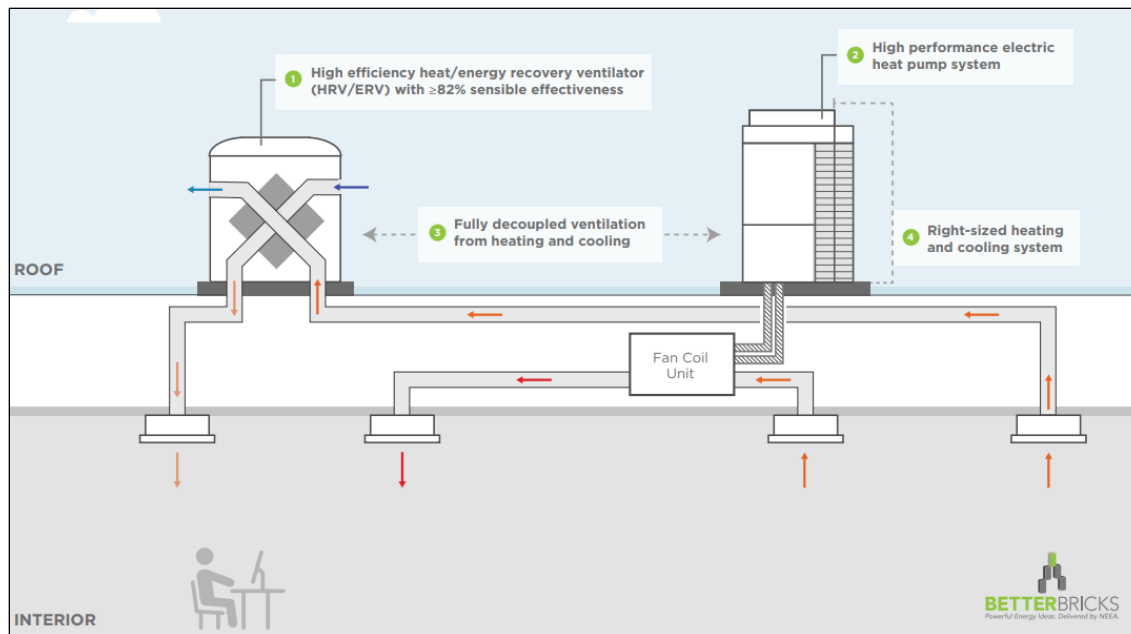 1 High efficiency heat/energy recovery ventilator
(HRV/ERV) with ≥82% sensible effectiveness
2 High performance electric
heat pump system
3 Fully decoupled ventilation
from heating and cooling
4 Right-sized heating
and cooling system
ROOF
Fan Coil
Unit
INTERIOR
BETTERBRICKS
Powerful Energy Ideas. Delivered by NEEA.